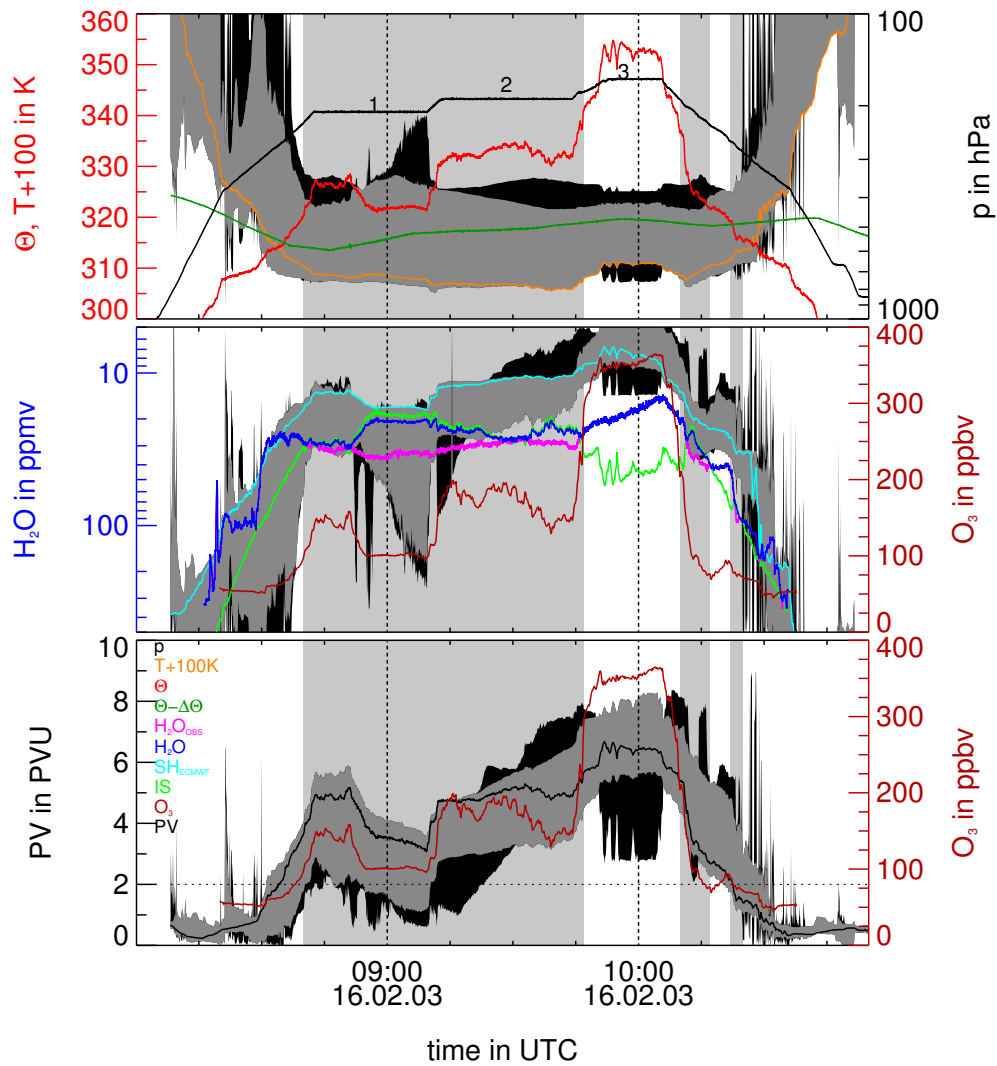 360
350
340
330
320
310
300
Θ, T+100 in K
1
2
3
100
1000
p in hPa
10
100
H₂O in ppmv
400
300
200
100
0
O₃ in ppbv
10
8
6
4
2
0
PV in PVU
p
T+100K
Θ
Θ−ΔΘ
H₂O_OBS
H₂O
SH_ECMWF
IS
O₃
PV
400
300
200
100
0
O₃ in ppbv
09:00
16.02.03
10:00
16.02.03
time in UTC